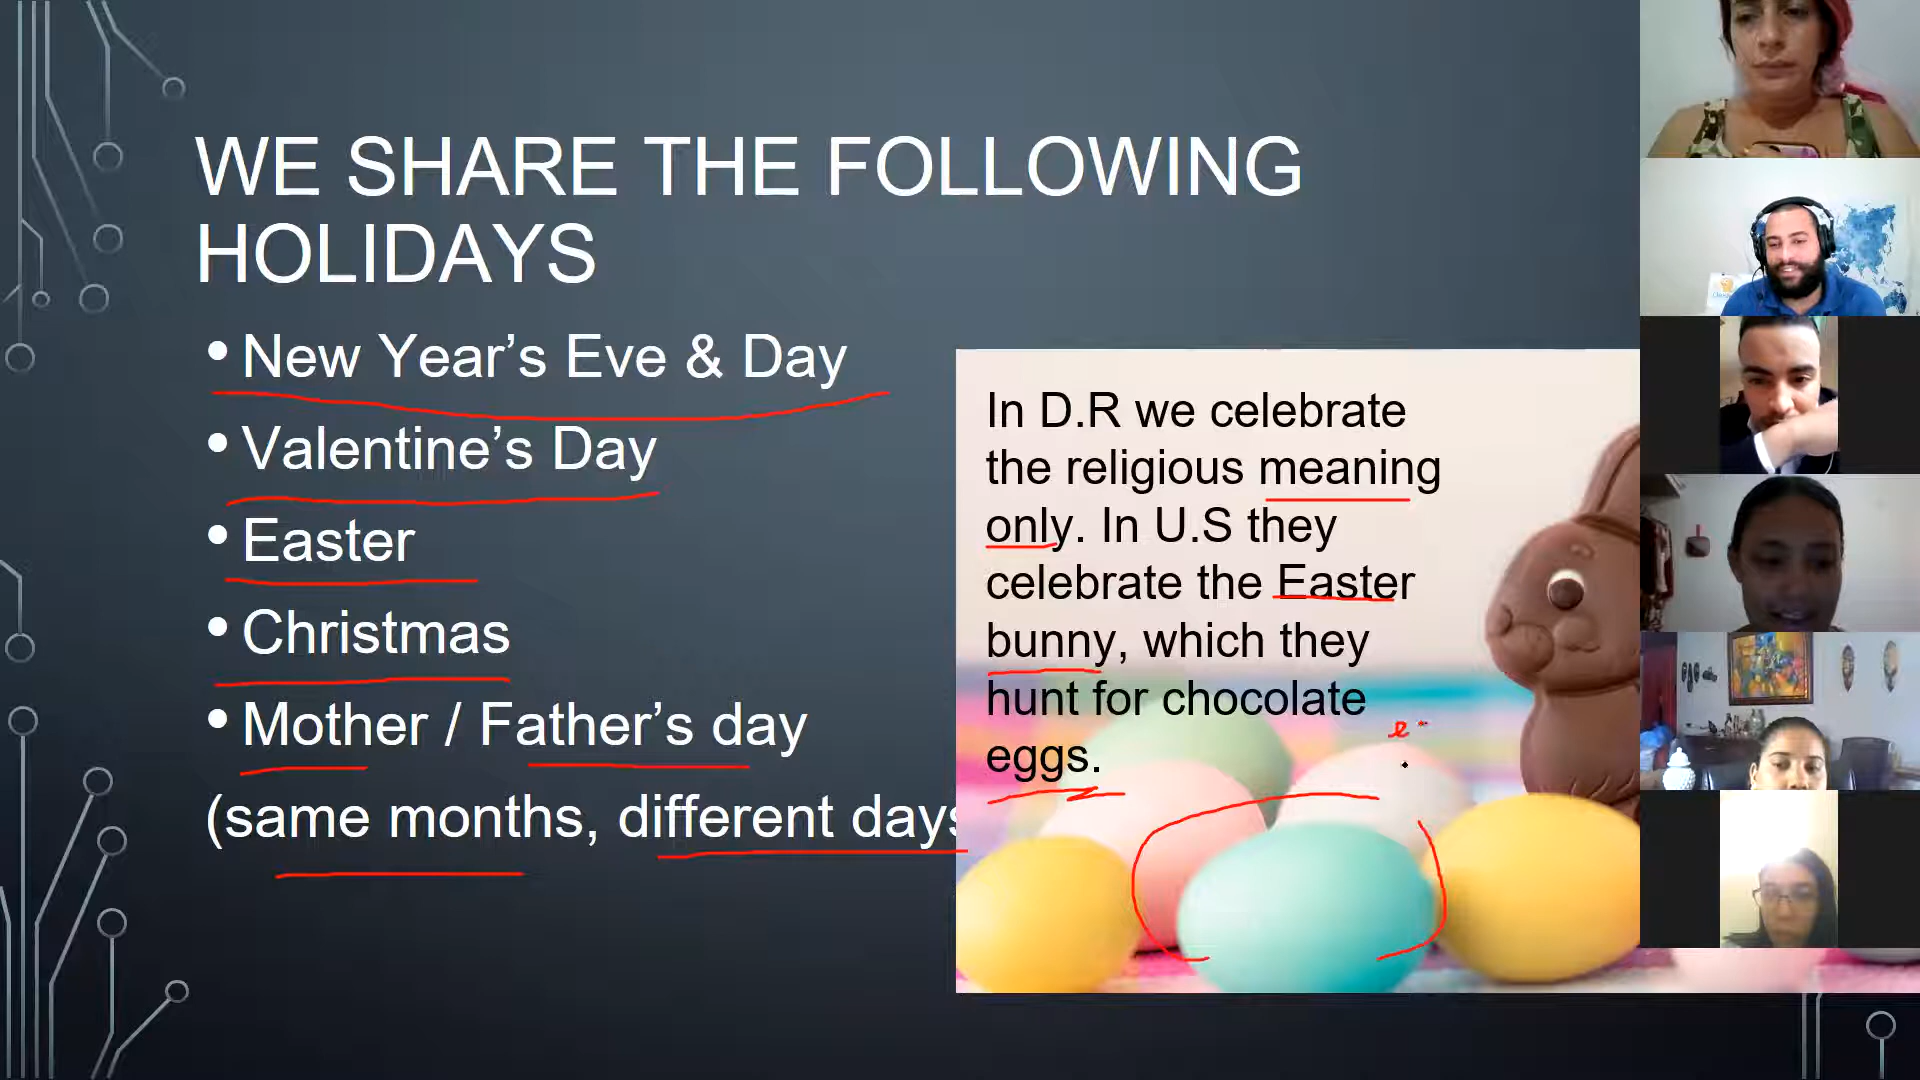 WE SHARE THE FOLLOWING
HOLIDAYS
• New Year’s Eve & Day
• Valentine’s Day
• Easter
• Christmas
• Mother / Father’s day
(same months, different days
In D.R we celebrate
the religious meaning
only. In U.S they
celebrate the Easter
bunny, which they
hunt for chocolate
eggs.
e